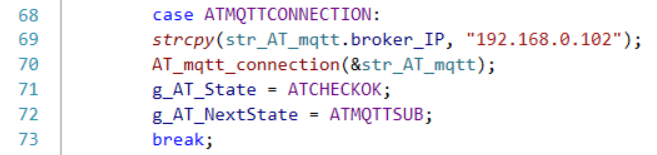 68 case ATMQTTCONNECTION:
69 strcpy(str_AT_mqtt.broker_IP, "192.168.0.102");
70 AT_mqtt_connection(&str_AT_mqtt);
71 g_AT_State = ATCHECKOK;
72 g_AT_NextState = ATMQTTSUB;
73 break;